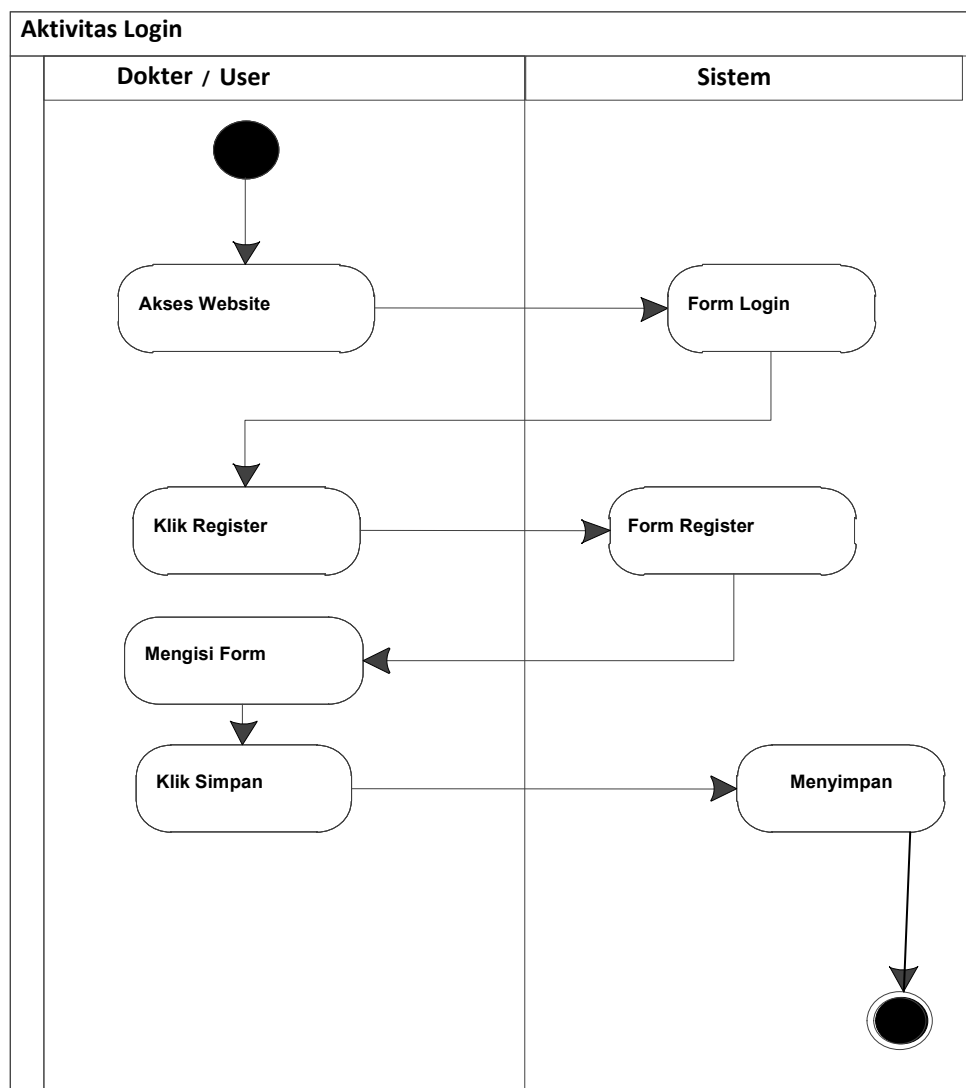 Aktivitas Login
Dokter / User
Sistem
Akses Website
Form Login
Klik Register
Form Register
Mengisi Form
Klik Simpan
Menyimpan